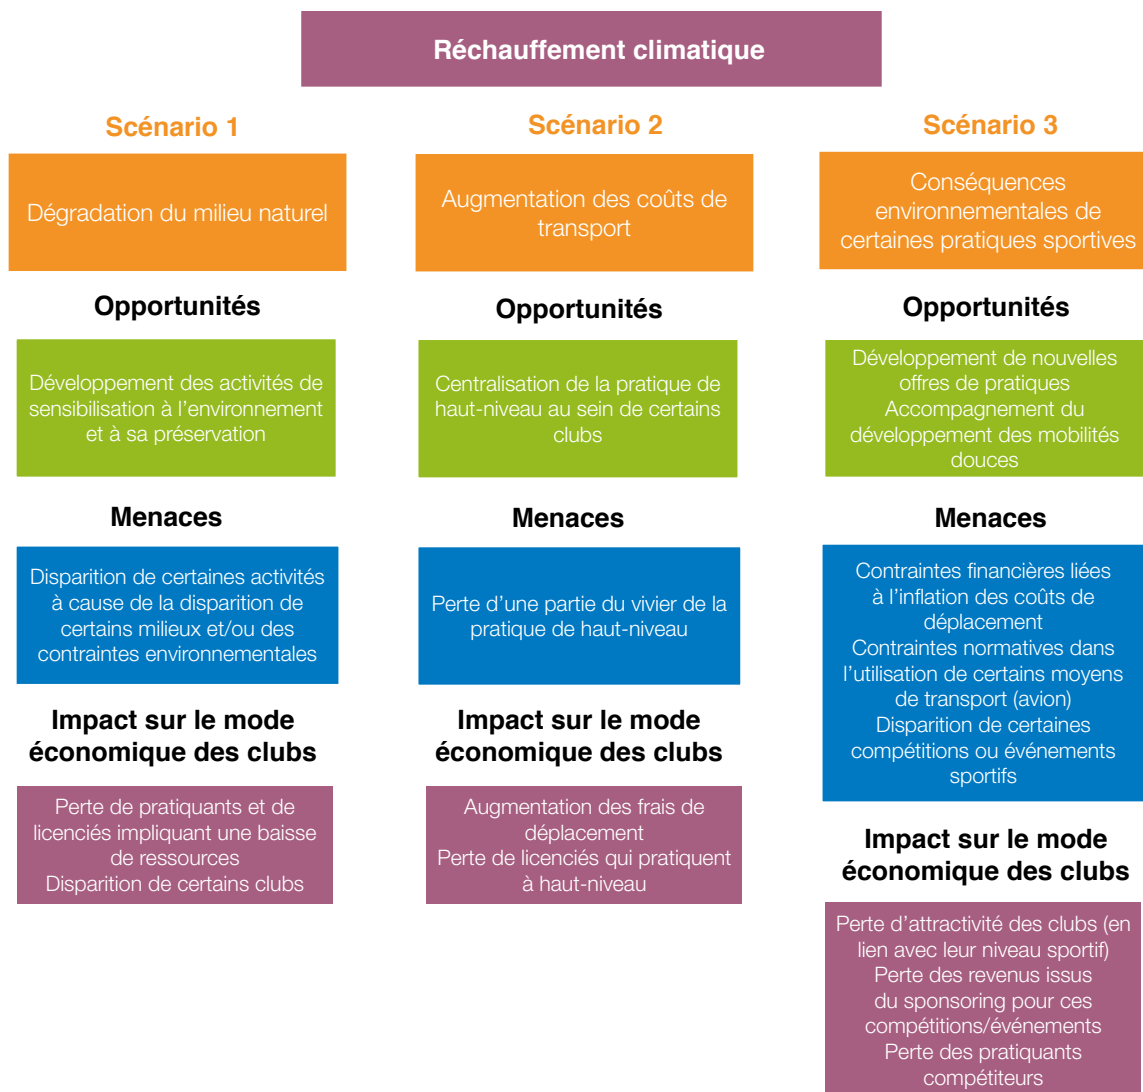 Réchauffement climatique
Scénario 1
Dégradation du milieu naturel
Opportunités
Développement des activités de
sensibilisation à l'environnement
et à sa préservation
Menaces
Disparition de certaines activités
à cause de la disparition de
certains milieux et/ou des
contraintes environnementales
Impact sur le mode
économique des clubs
Perte de pratiquants et de
licenciés impliquant une baisse
de ressources
Disparition de certains clubs
Scénario 2
Augmentation des coûts de
transport
Opportunités
Centralisation de la pratique de
haut-niveau au sein de certains
clubs
Menaces
Perte d'une partie du vivier de la
pratique de haut-niveau
Impact sur le mode
économique des clubs
Augmentation des frais de
déplacement
Perte de licenciés qui pratiquent
à haut-niveau
Scénario 3
Conséquences
environnementales de
certaines pratiques sportives
Opportunités
Développement de nouvelles
offres de pratiques
Accompagnement du
développement des mobilités
douces
Menaces
Contraintes financières liées
à l'inflation des coûts de
déplacement
Contraintes normatives dans
l'utilisation de certains moyens
de transport (avion)
Disparition de certaines
compétitions ou événements
sportifs
Impact sur le mode
économique des clubs
Perte d'attractivité des clubs (en
lien avec leur niveau sportif)
Perte des revenus issus
du sponsoring pour ces
compétitions/événements
Perte des pratiquants
compétiteurs